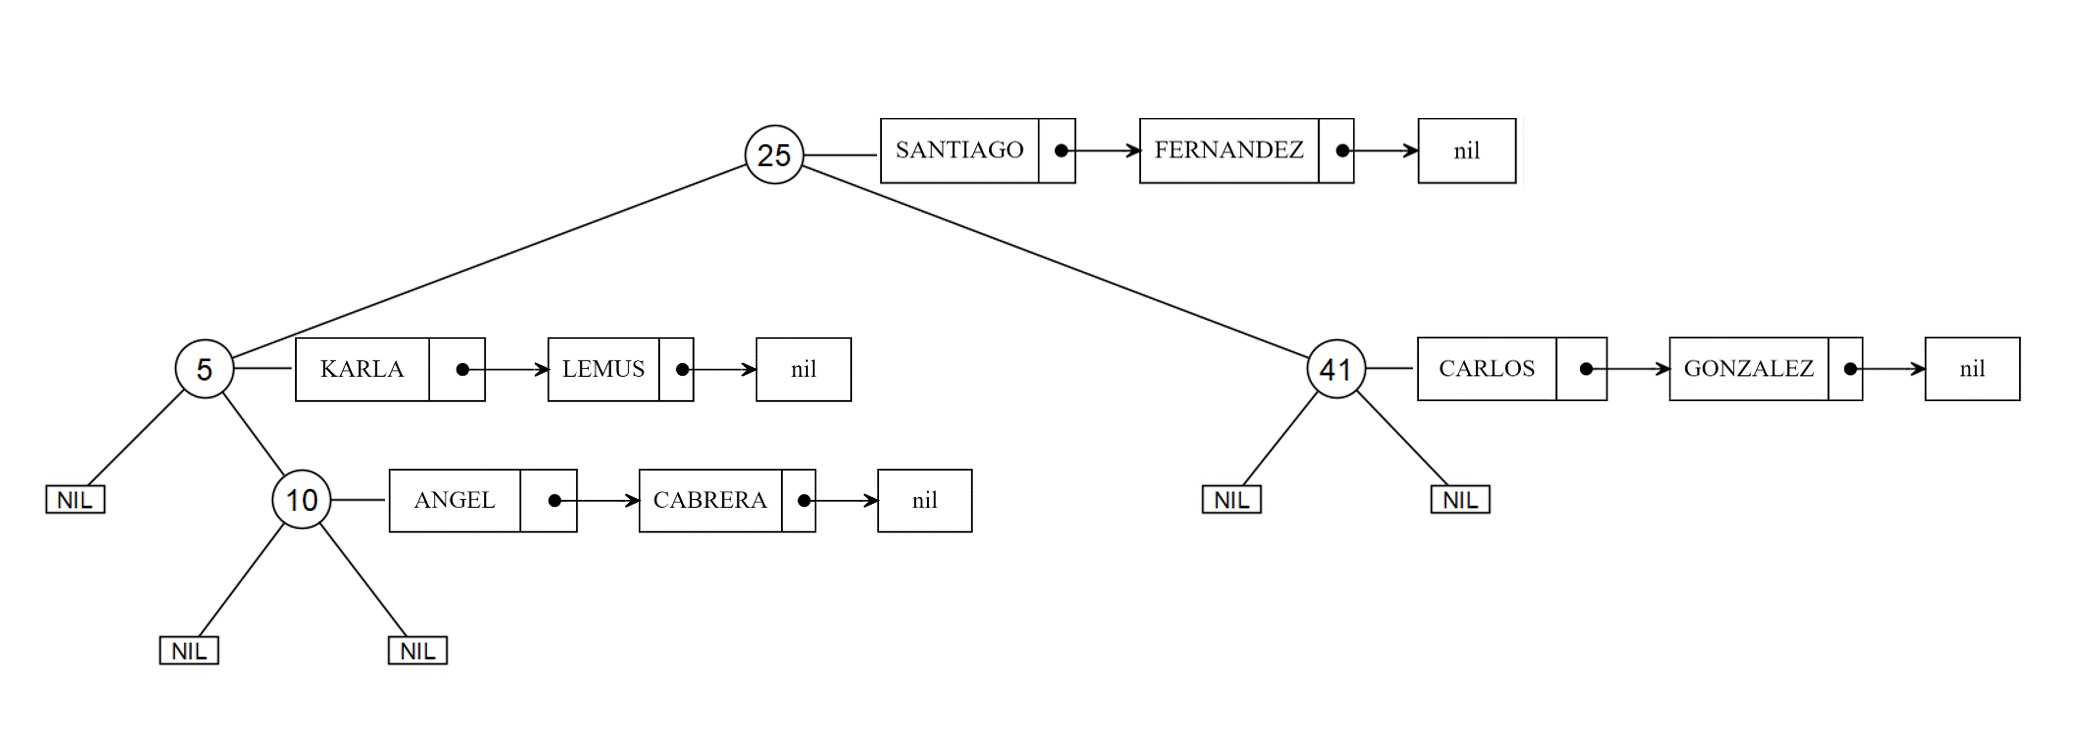 25 SANTIAGO FERNANDEZ nil
5 KARLA LEMUS nil 41 CARLOS GONZALEZ nil
NIL 10 ANGEL CABRERA nil NIL NIL
NIL NIL